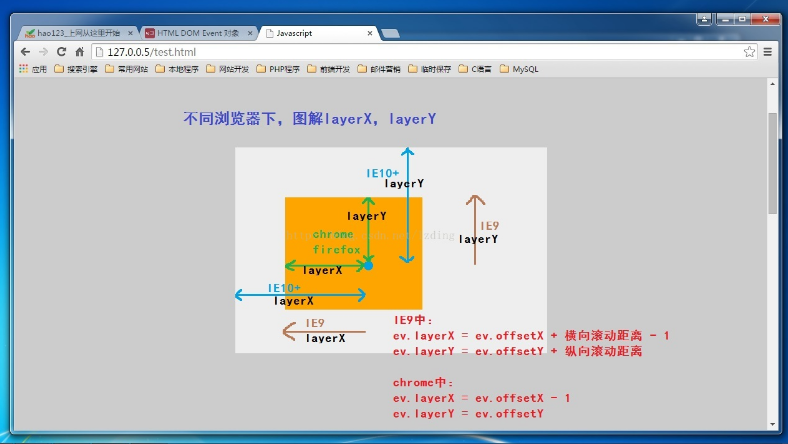 hao123_上网从这里开始
HTML DOM Event 对象
Javascript
127.0.0.5/test.html
应用 搜索引擎 常用网站 本地程序 网站开发 PHP程序 前端开发 邮件营销 临时保存 C语言 MySQL
不同浏览器下，图解layerX，layerY
IE10+
layerY
layerY
IE9
layerY
chrome
firefox
layerX
IE10+
layerX
IE9
layerX
IE9中：
ev.layerX = ev.offsetX + 横向滚动距离 - 1
ev.layerY = ev.offsetY + 纵向滚动距离
chrome中：
ev.layerX = ev.offsetX - 1
ev.layerY = ev.offsetY